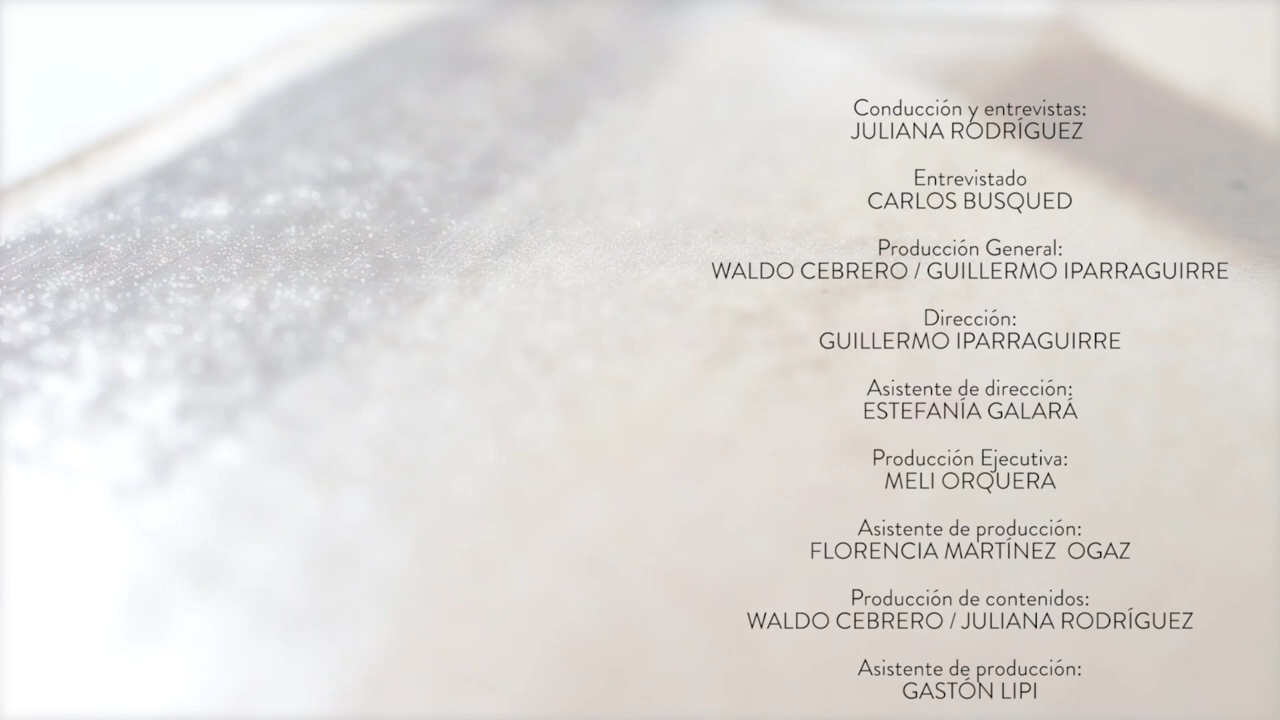 Conducción y entrevistas:
JULIANA RODRÍGUEZ
Entrevistado
CARLOS BUSQUED
Producción General:
WALDO CEBRERO / GUILLERMO IPARRAGUIRRE
Dirección:
GUILLERMO IPARRAGUIRRE
Asistente de dirección:
ESTEFANÍA GALARÁ
Producción Ejecutiva:
MELI ORQUERA
Asistente de producción:
FLORENCIA MARTÍNEZ  OGAZ
Producción de contenidos:
WALDO CEBRERO / JULIANA RODRÍGUEZ
Asistente de producción:
GASTÓN LIPI